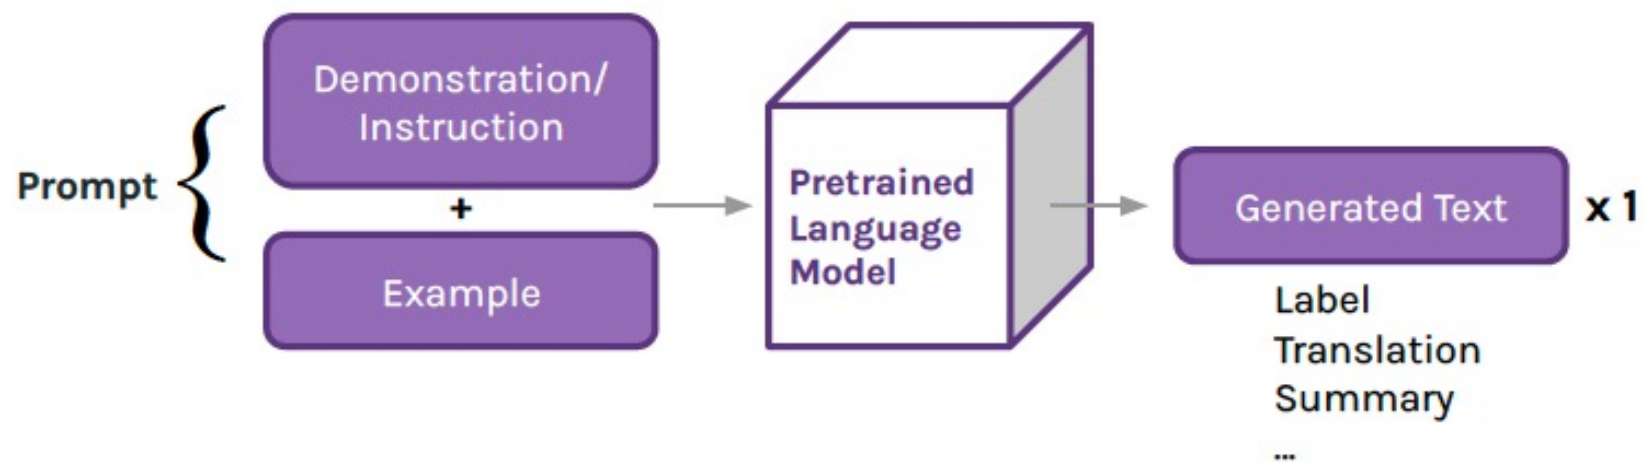 Demonstration/
Instruction
Prompt
+
Example
Pretrained
Language
Model
Generated Text x 1
Label
Translation
Summary
...